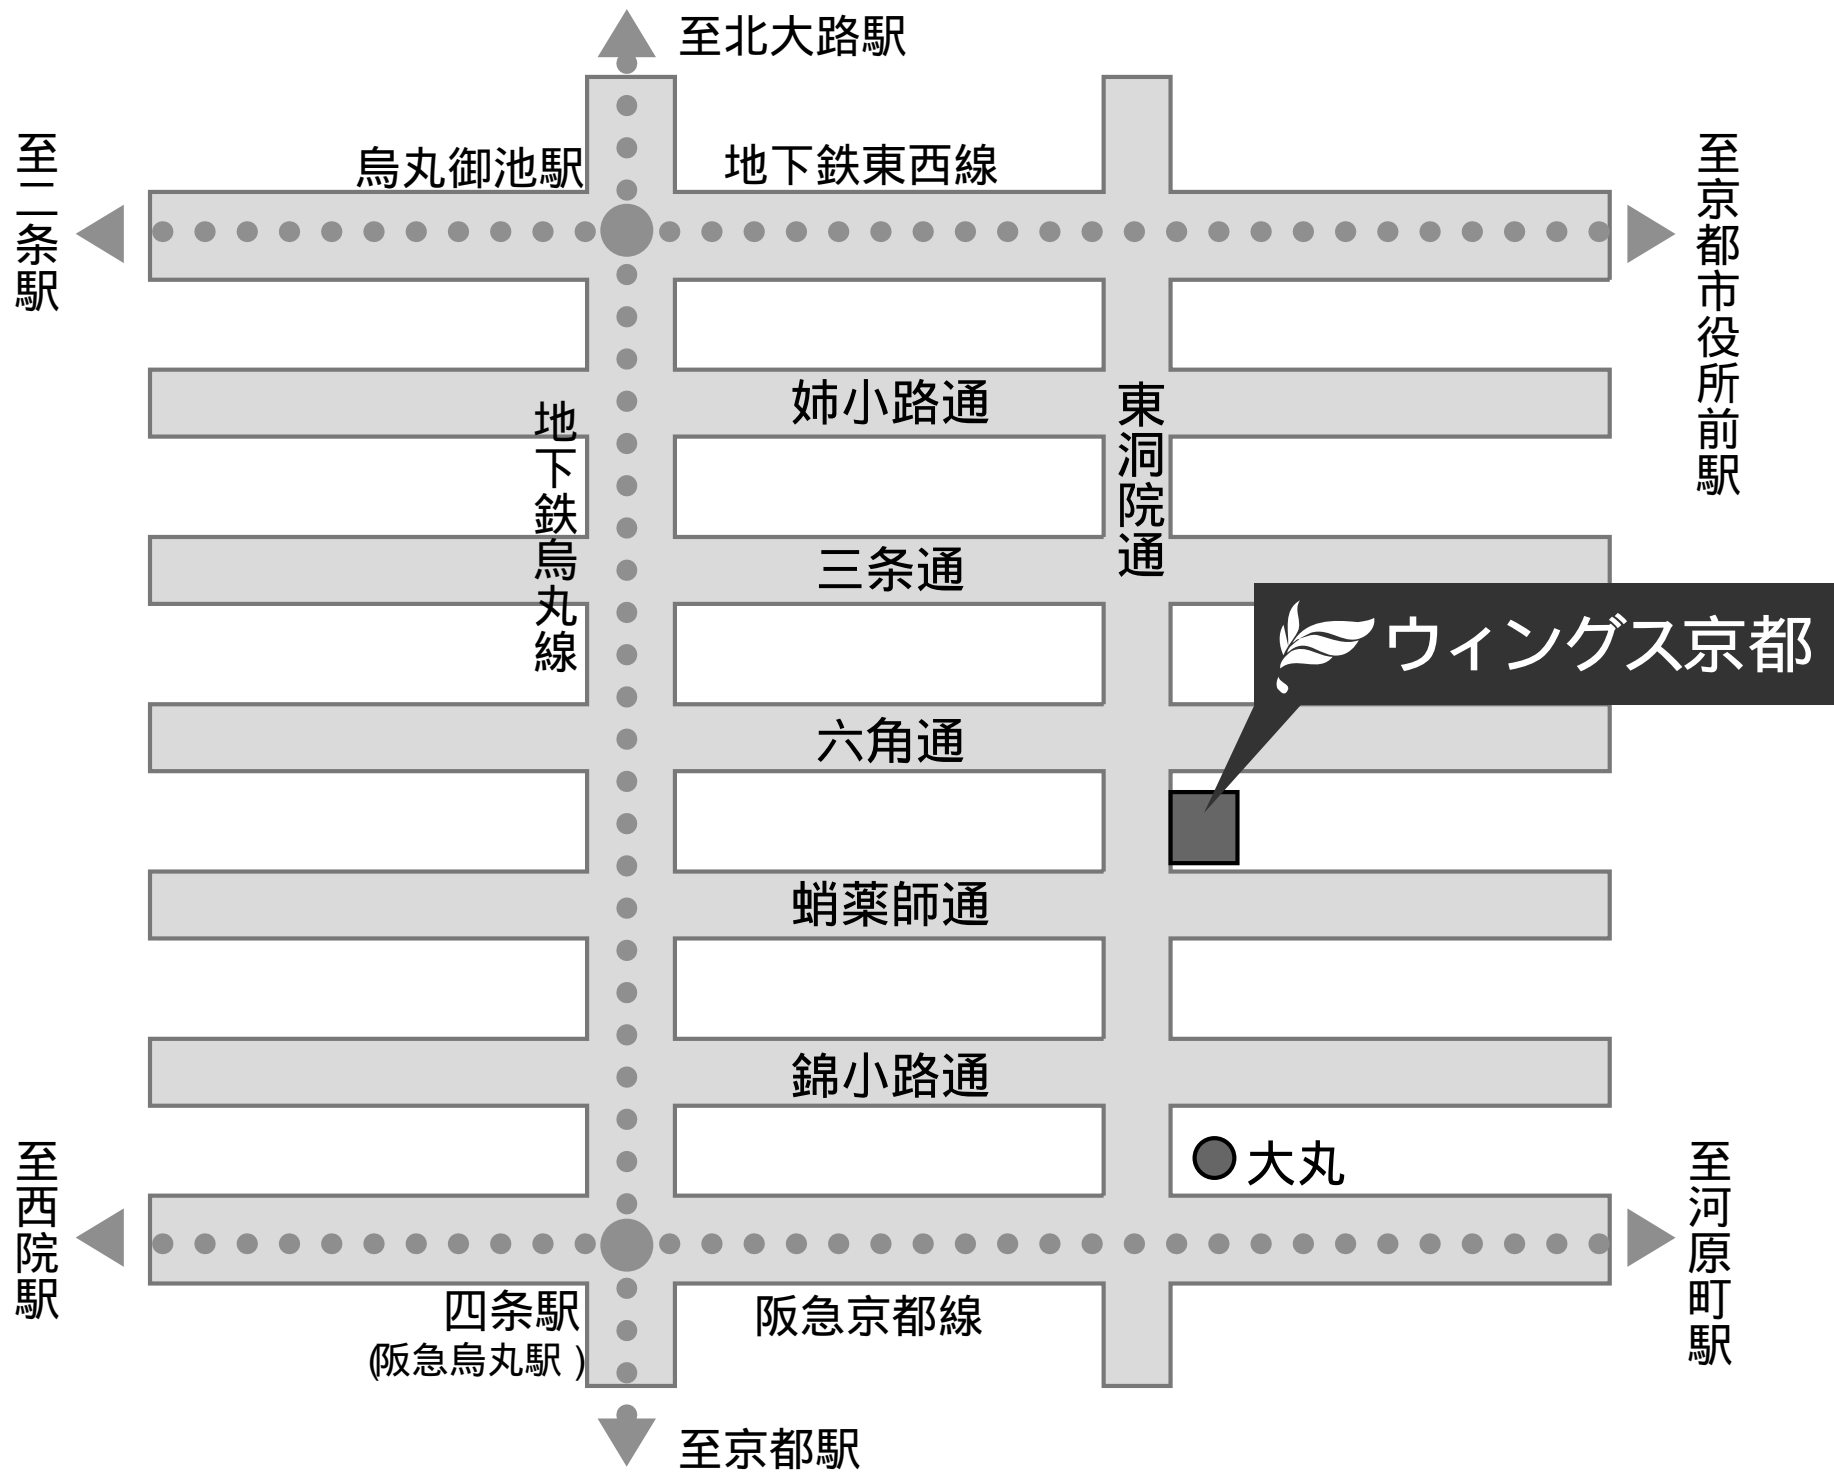 至北大路駅
烏丸御池駅
地下鉄東西線
至二条駅
至京都市役所前駅
姉小路通
東洞院通
地下鉄烏丸線
三条通
ウィングス京都
六角通
蛸薬師通
錦小路通
大丸
至西院駅
至河原町駅
四条駅
(阪急烏丸駅)
阪急京都線
至京都駅